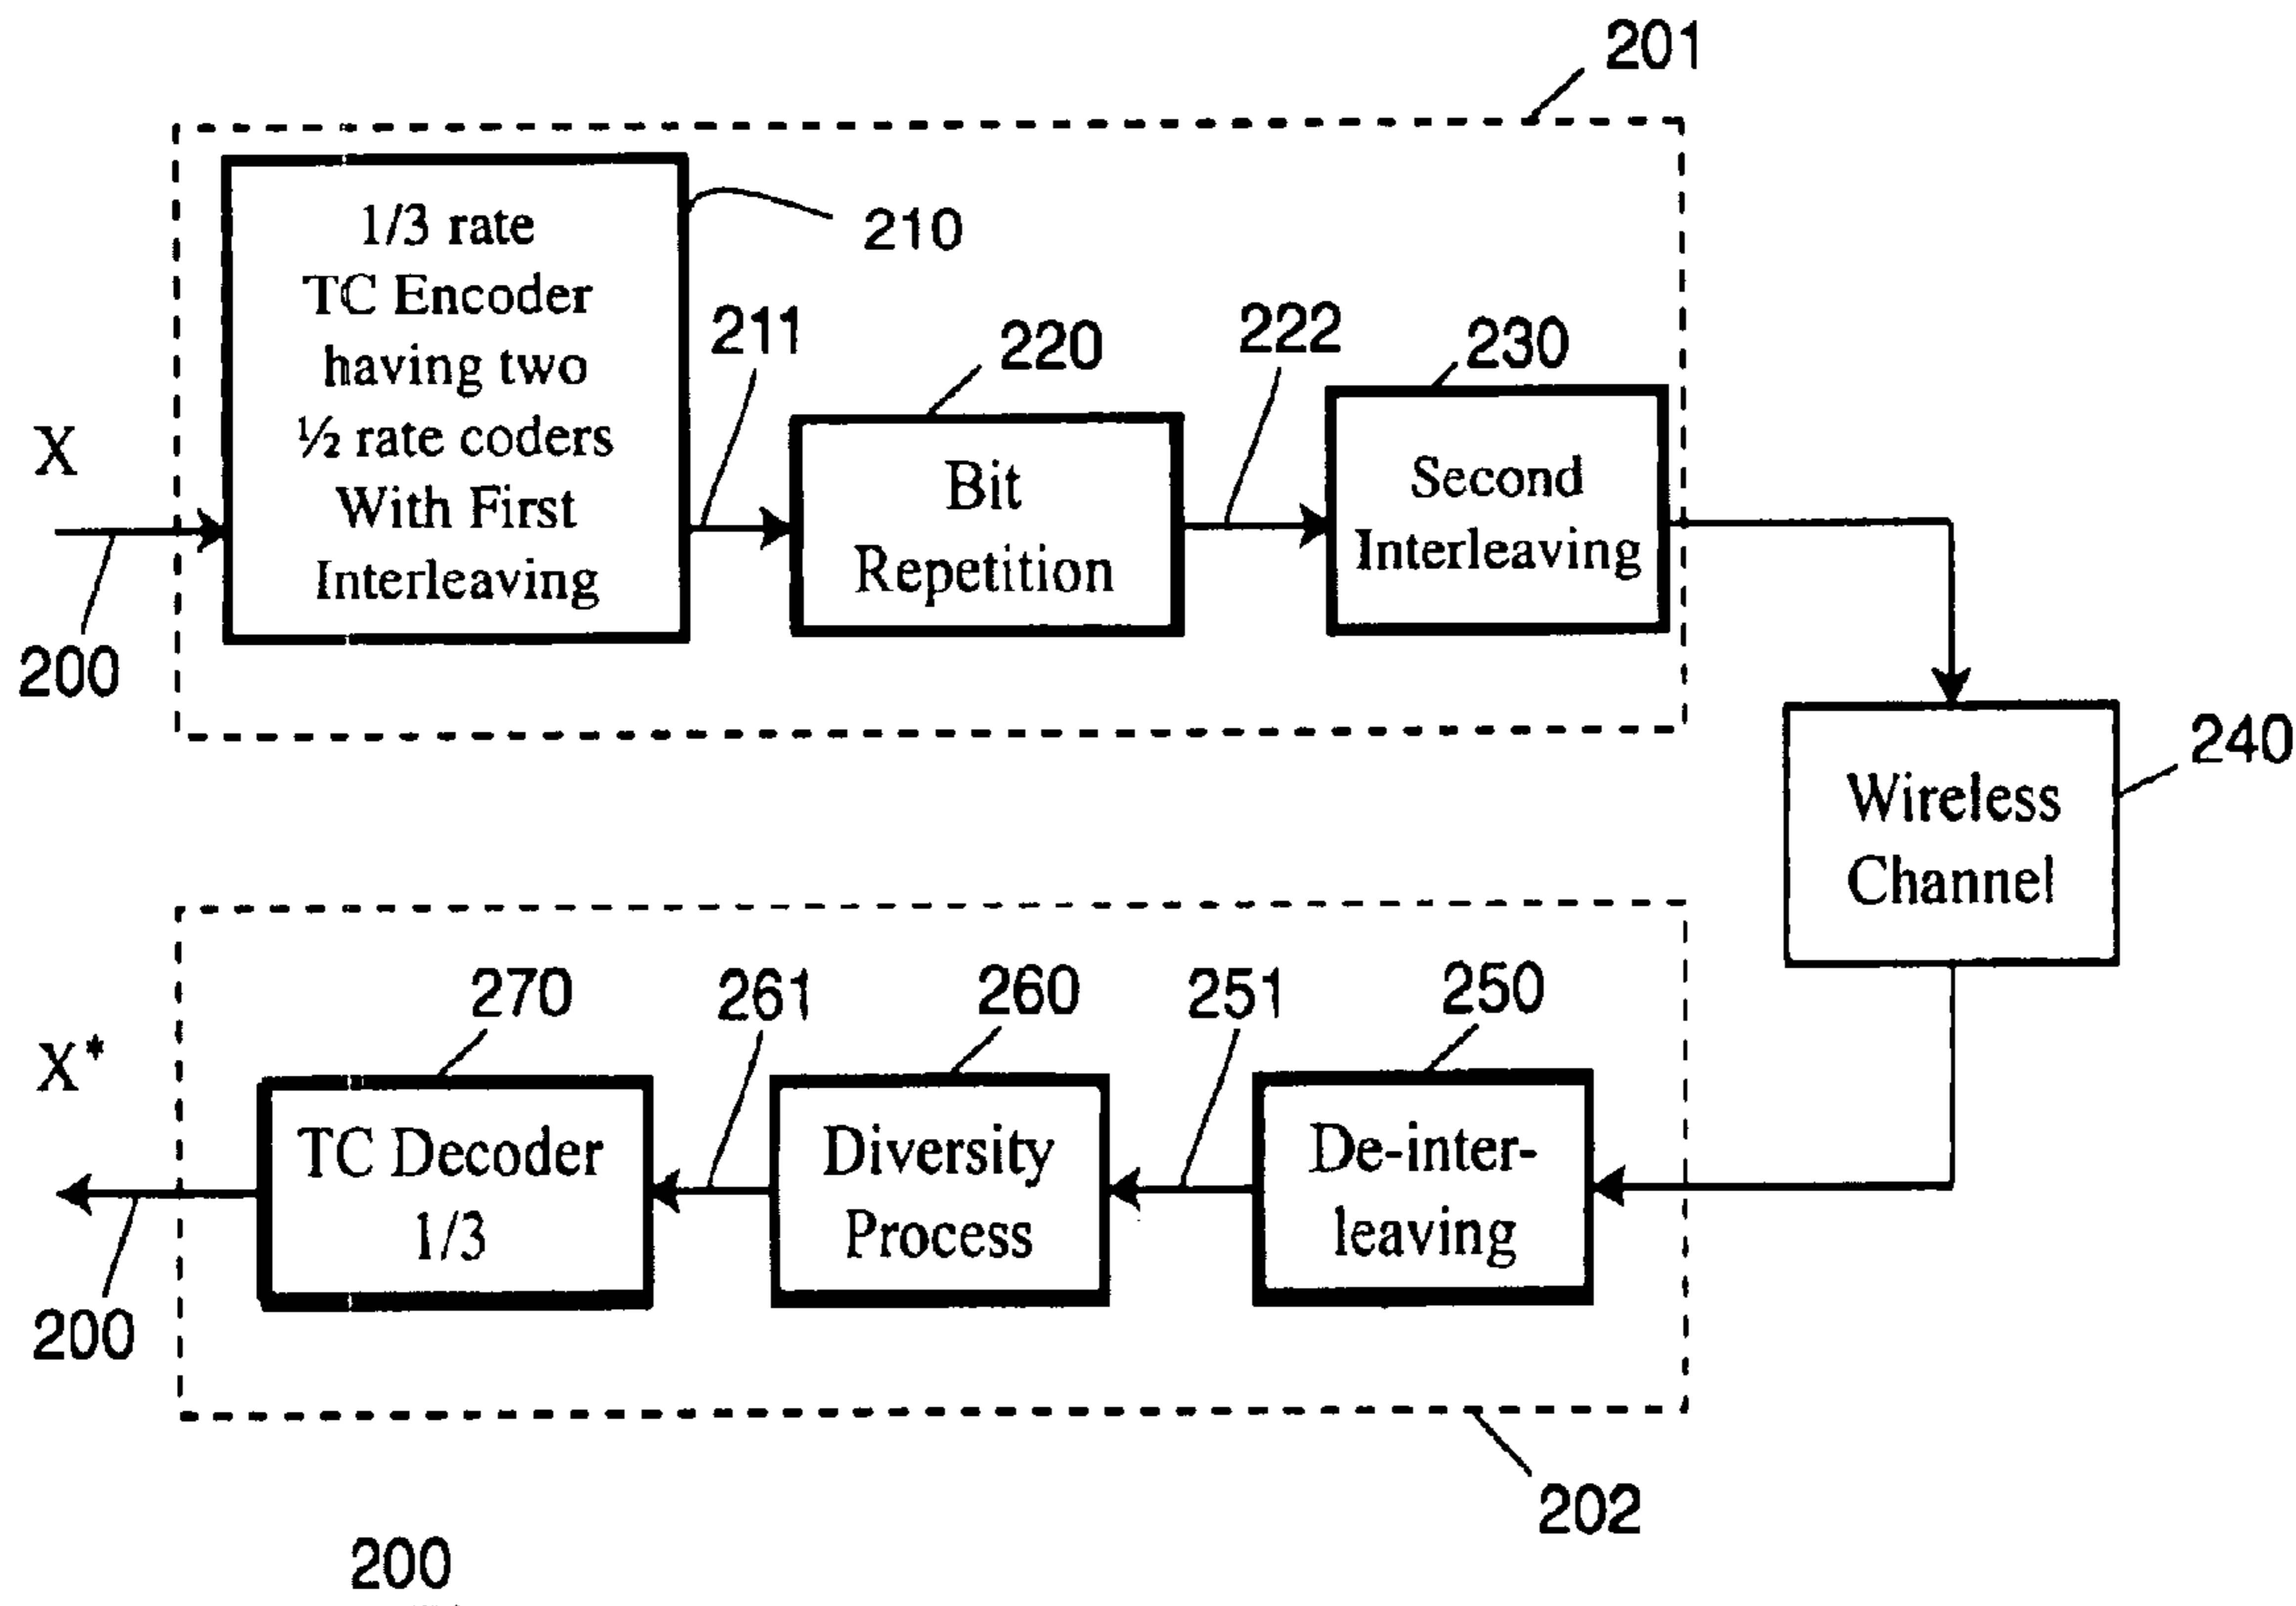 201
1/3 rate
TC Encoder
having two
½ rate coders
With First
Interleaving
210
211
220
222
230
X
Bit
Repetition
Second
Interleaving
200
240
Wireless
Channel
270
261
260
251
250
X*
TC Decoder
1/3
Diversity
Process
De-inter-
leaving
200
202
200